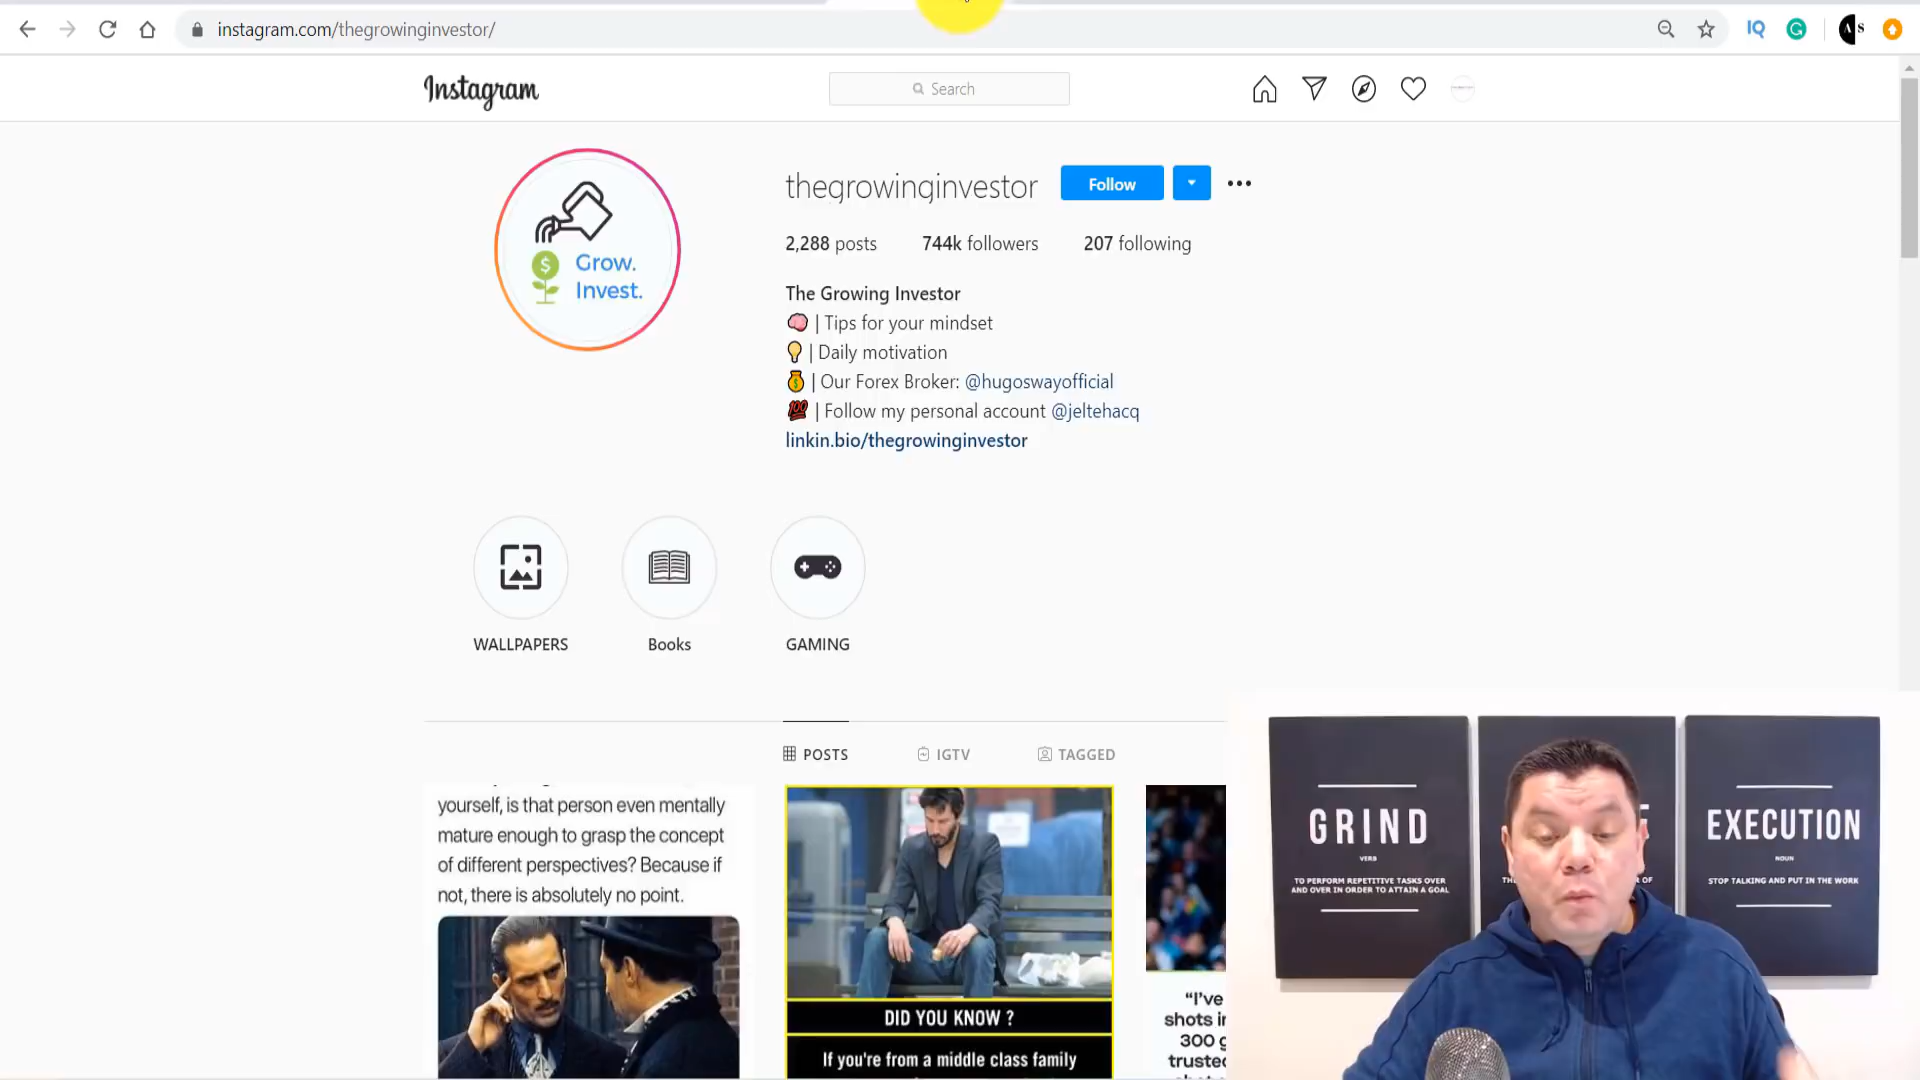 instagram.com/thegrowinginvestor/
IQ
G
A S
Instagram
Search
thegrowinginvestor
Follow
2,288 posts 744k followers 207 following
Grow.
Invest.
$
The Growing Investor
🧠 | Tips for your mindset
💡 | Daily motivation
💰 | Our Forex Broker: @hugoswayofficial
💯 | Follow my personal account @jeltehacq
linkin.bio/thegrowinginvestor
WALLPAPERS
Books
GAMING
POSTS
IGTV
TAGGED
yourself, is that person even mentally
mature enough to grasp the concept
of different perspectives? Because if
not, there is absolutely no point.
DID YOU KNOW ?
If you're from a middle class family
“I've
shots in
300 g
trusted
GRIND
VERB
TO PERFORM REPETITIVE TASKS OVER
AND OVER IN ORDER TO ATTAIN A GOAL
EXECUTION
NOUN
STOP TALKING AND PUT IN THE WORK